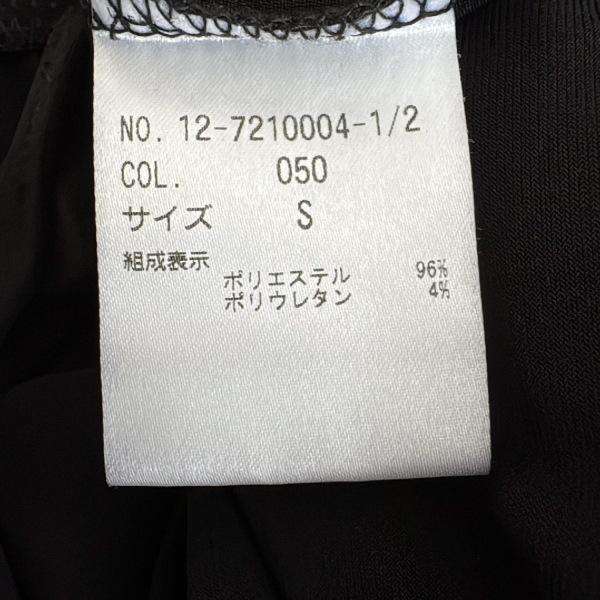 NO. 12-7210004-1/2
COL. 050
サイズ S
組成表示
ポリエステル 96%
ポリウレタン 4%